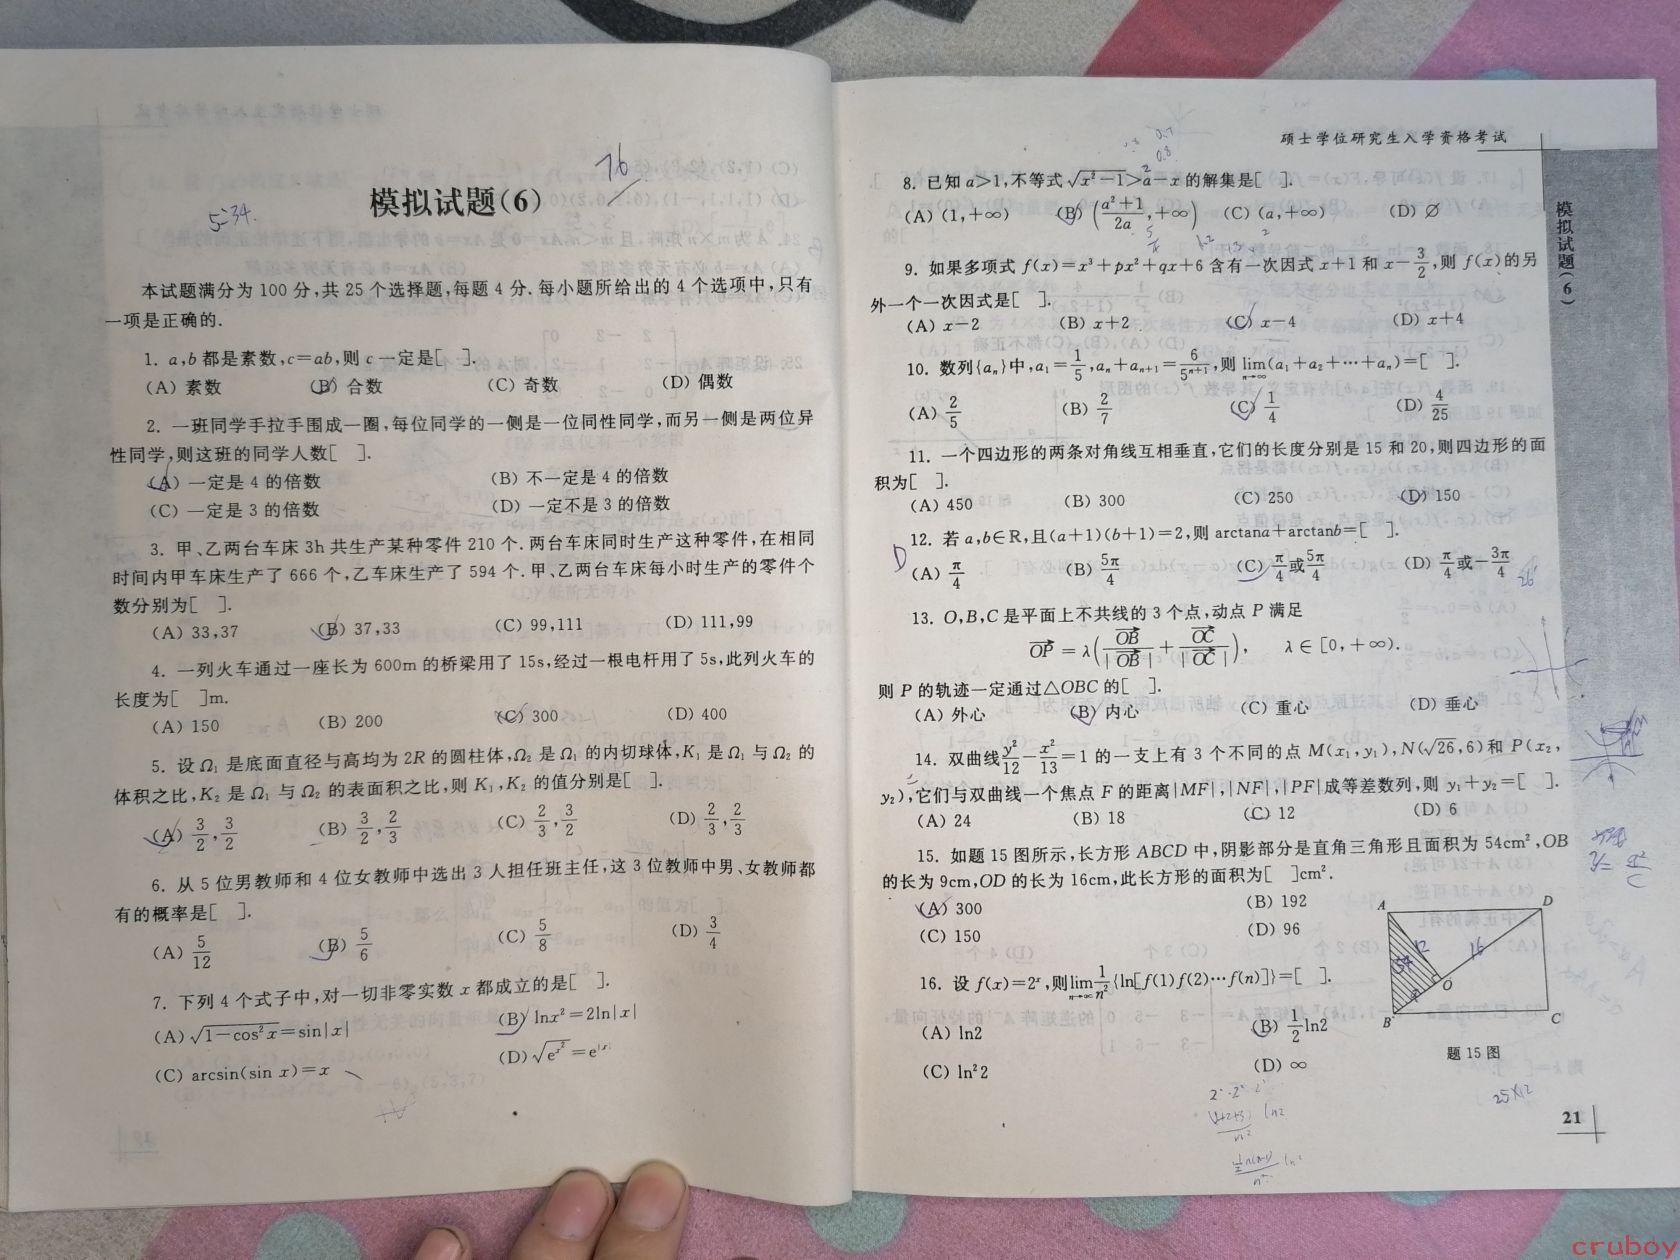 模拟试题(6)
76
5:34.
本试题满分为100分,共25个选择题,每题4分.每小题所给出的4个选项中,只有
一项是正确的.
1. a,b都是素数,c=ab,则c一定是[ ].
(A) 素数 (B) 合数 (C) 奇数 (D) 偶数
2. 一班同学手拉手围成一圈,每位同学的一侧是一位同性同学,而另一侧是两位异
性同学,则这班的同学人数[ ].
(A) 一定是4的倍数 (B) 不一定是4的倍数
(C) 一定是3的倍数 (D) 一定不是3的倍数
3. 甲、乙两台车床3h共生产某种零件210个.两台车床同时生产这种零件,在相同
时间内甲车床生产了666个,乙车床生产了594个.甲、乙两台车床每小时生产的零件个
数分别为[ ].
(A) 33,37 (B) 37,33 (C) 99,111 (D) 111,99
4. 一列火车通过一座长为600m的桥梁用了15s,经过一根电杆用了5s,此列火车的
长度为[ ]m.
(A) 150 (B) 200 (C) 300 (D) 400
5. 设Ω₁是底面直径与高均为2R的圆柱体,Ω₂是Ω₁的内切球体,K₁是Ω₁与Ω₂的
体积之比,K₂是Ω₁与Ω₂的表面积之比,则K₁,K₂的值分别是[ ].
(A) 3/2,3/2 (B) 3/2,2/3 (C) 2/3,3/2 (D) 2/3,2/3
6. 从5位男教师和4位女教师中选出3人担任班主任,这3位教师中男、女教师都
有的概率是[ ].
(A) 5/12 (B) 5/6 (C) 5/8 (D) 3/4
7. 下列4个式子中,对一切非零实数x都成立的是[ ].
(A) √(1-cos²x)=sin|x| (B) lnx²=2ln|x|
(C) arcsin(sin x)=x (D) √(e^(x²))=e^|x|
硕士学位研究生入学资格考试
模拟试题(6)
8. 已知a>1,不等式√(x²-1)>a-x的解集是[ ].
(A) (1,+∞) (B) ((a²+1)/2a,+∞) (C) (a,+∞) (D) ∅
9. 如果多项式f(x)=x³+px²+qx+6含有一次因式x+1和x-3/2,则f(x)的另
外一个一次因式是[ ].
(A) x-2 (B) x+2 (C) x-4 (D) x+4
10. 数列{aₙ}中,a₁=1/5,aₙ+aₙ₊₁=6/5ⁿ⁺¹,则lim(n→∞)(a₁+a₂+…+aₙ)=[ ].
(A) 2/5 (B) 2/7 (C) 1/4 (D) 4/25
11. 一个四边形的两条对角线互相垂直,它们的长度分别是15和20,则四边形的面
积为[ ].
(A) 450 (B) 300 (C) 250 (D) 150
12. 若a,b∈R,且(a+1)(b+1)=2,则arctana+arctanb=[ ].
D
(A) π/4 (B) 5π/4 (C) π/4或5π/4 (D) π/4或-3π/4
13. O,B,C是平面上不共线的3个点,动点P满足
OP→=λ(OB→/|OB→|+OC→/|OC→|), λ∈[0,+∞).
则P的轨迹一定通过△OBC的[ ].
(A) 外心 (B) 内心 (C) 重心 (D) 垂心
14. 双曲线y²/12-x²/13=1的一支上有3个不同的点M(x₁,y₁),N(√26,6)和P(x₂,
y₂),它们与双曲线一个焦点F的距离|MF|,|NF|,|PF|成等差数列,则y₁+y₂=[ ].
(A) 24 (B) 18 (C) 12 (D) 6
15. 如题15图所示,长方形ABCD中,阴影部分是直角三角形且面积为54cm²,OB
的长为9cm,OD的长为16cm,此长方形的面积为[ ]cm².
(A) 300 (B) 192
(C) 150 (D) 96
A D
12 16
54
O
9
B C
题15图
16. 设f(x)=2ˣ,则lim(n→∞)1/n²{ln[f(1)f(2)…f(n)]}=[ ].
(A) ln2 (B) 1/2 ln2
(C) ln²2 (D) ∞
25×12
21
cruboy